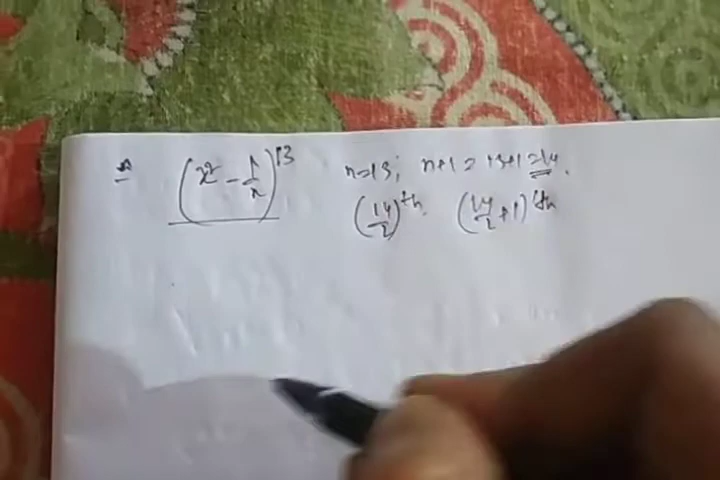 (x² - 1/x)¹³ n=13; n+1 = 13+1 = 14.
(14/2)th. (14/2+1)th